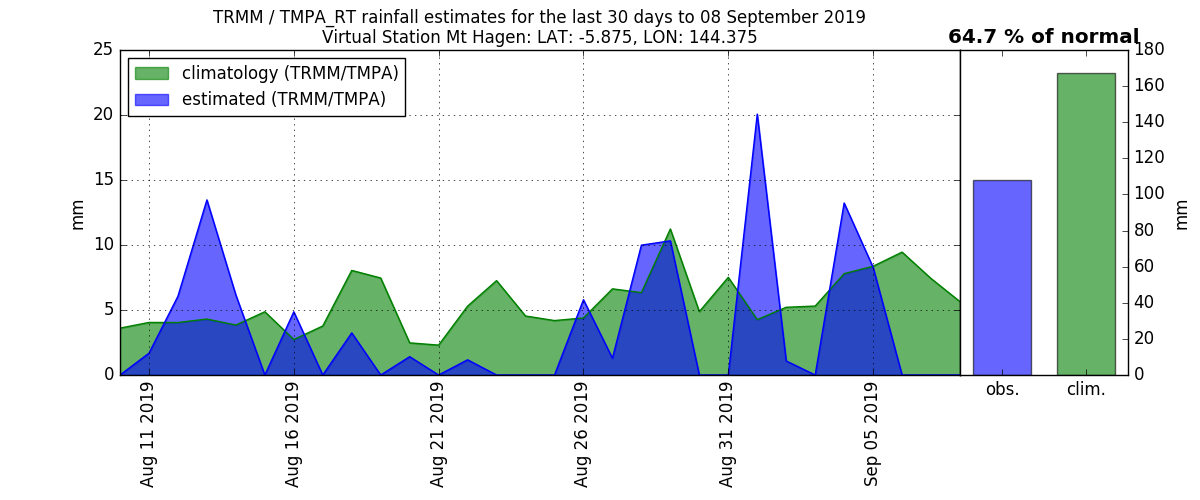 TRMM / TMPA_RT rainfall estimates for the last 30 days to 08 September 2019
Virtual Station Mt Hagen: LAT: -5.875, LON: 144.375
64.7 % of normal
climatology (TRMM/TMPA)
estimated (TRMM/TMPA)
mm
25
20
15
10
5
0
Aug 11 2019
Aug 16 2019
Aug 21 2019
Aug 26 2019
Aug 31 2019
Sep 05 2019
obs.
clim.
180
160
140
120
100
80
60
40
20
0
mm